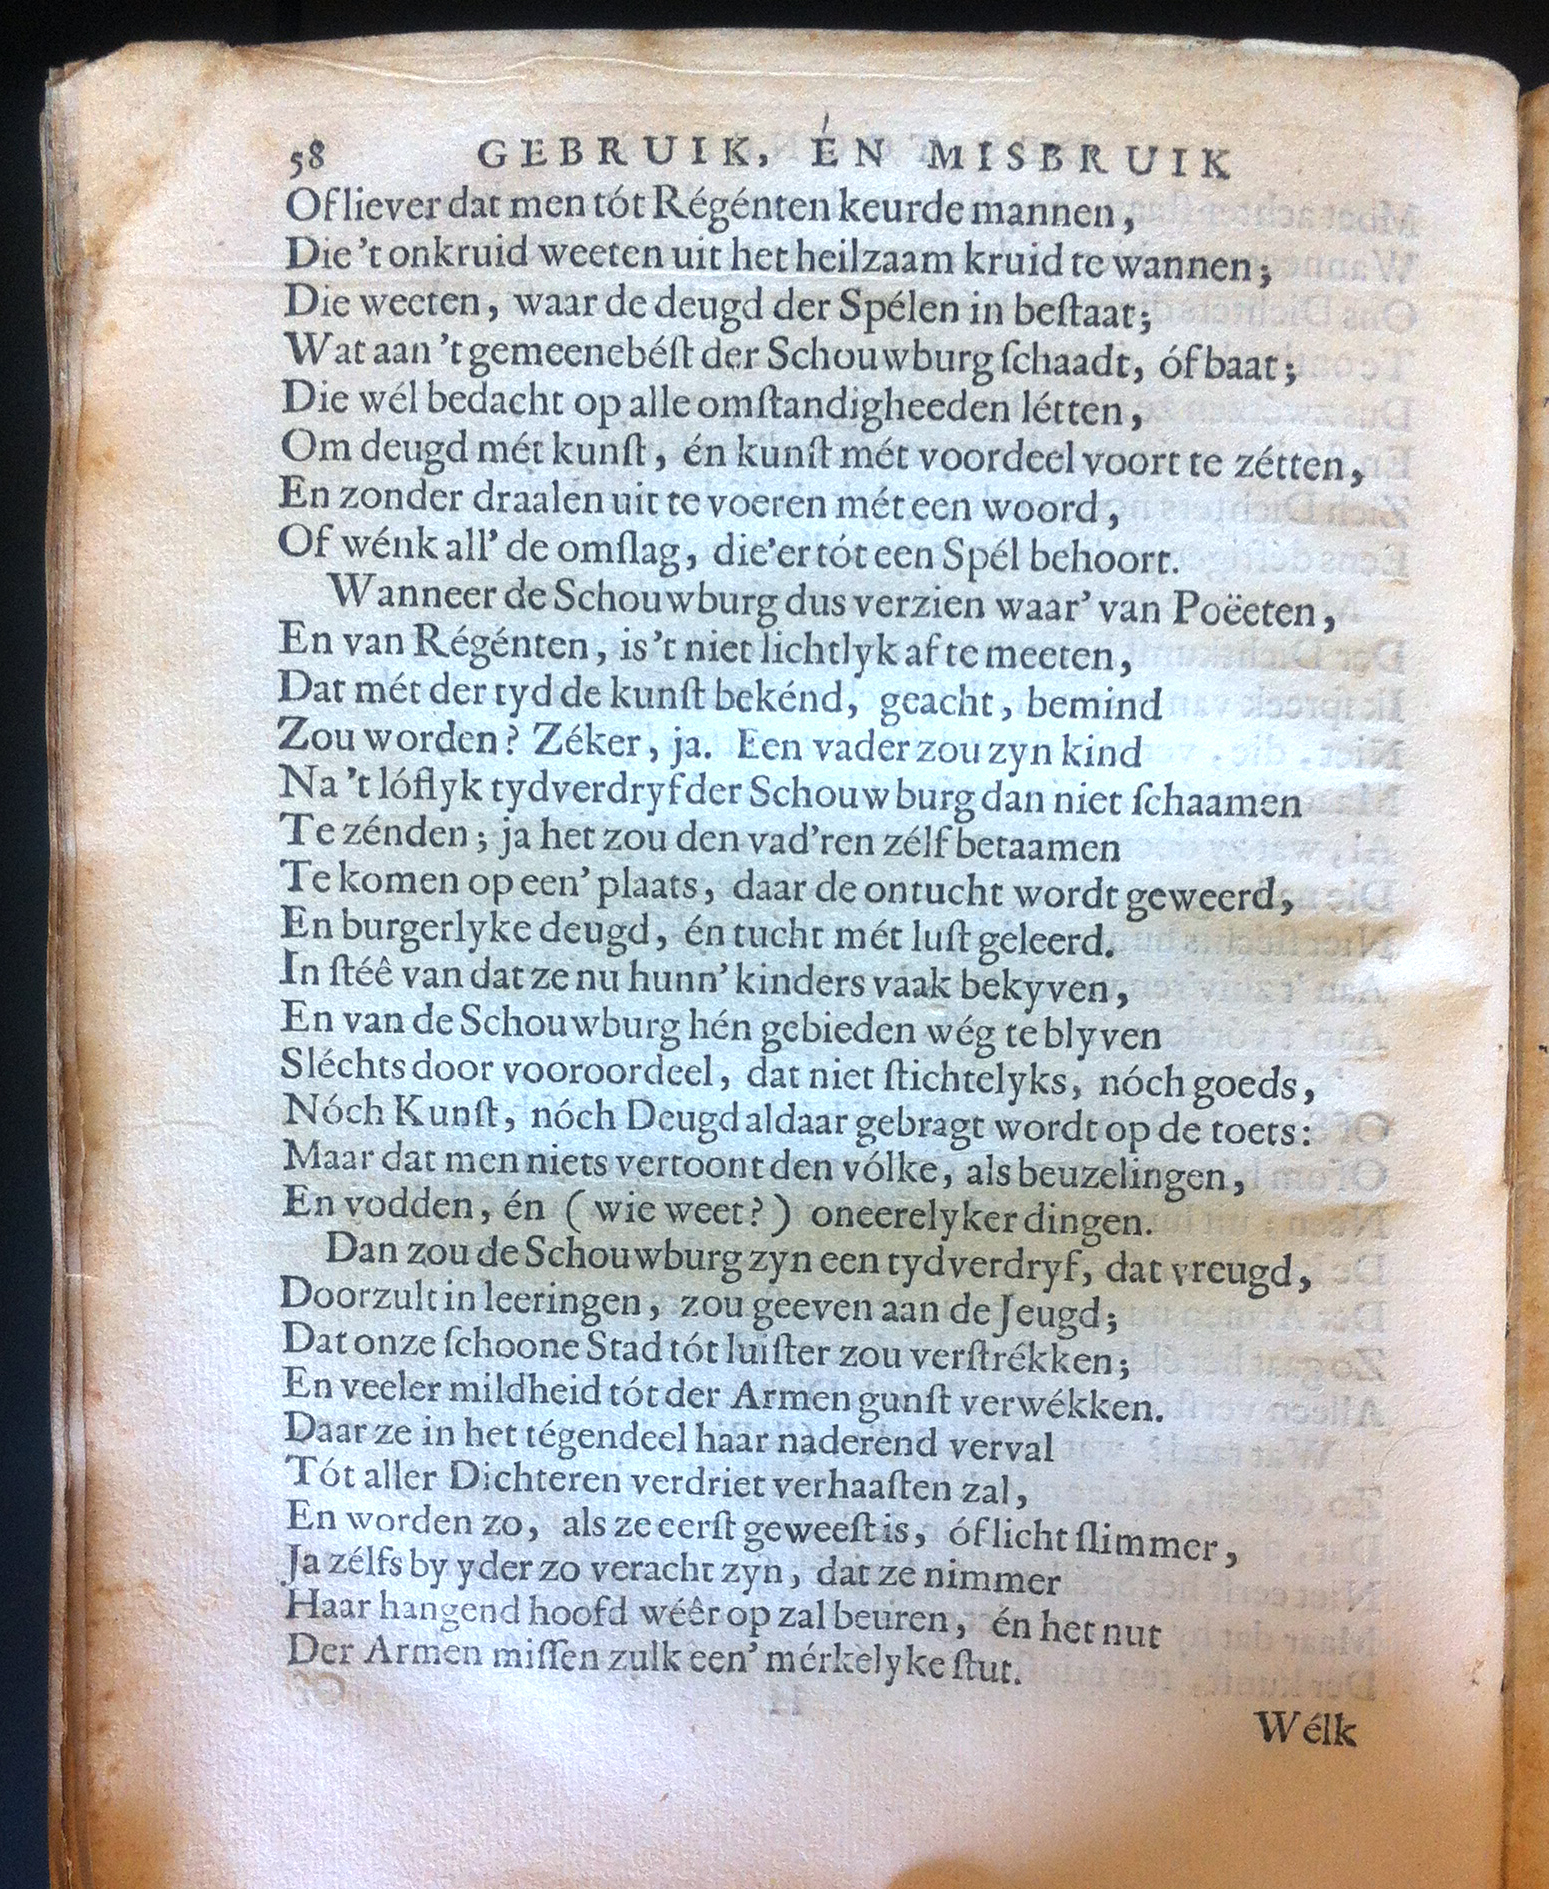 58 GEBRUIK, ÉN MISBRUIK
Of liever dat men tót Régénten keurde mannen,
Die 't onkruid weeten uit het heilzaam kruid te wannen;
Die weeten, waar de deugd der Spélen in beſtaat;
Wat aan 't gemeenebéſt der Schouwburg ſchaadt, óf baat;
Die wél bedacht op alle omſtandigheeden létten,
Om deugd mét kunſt, én kunſt mét voordeel voort te zétten,
En zonder draalen uit te voeren mét een woord,
Of wénk all' de omſlag, die'er tót een Spél behoort.
Wanneer de Schouwburg dus verzien waar' van Poëeten,
En van Régénten, is 't niet lichtlyk af te meeten,
Dat mét der tyd de kunſt bekénd, geacht, bemind
Zou worden? Zéker, ja. Een vader zou zyn kind
Na 't lóflyk tydverdryf der Schouwburg dan niet ſchaamen
Te zénden; ja het zou den vad'ren zélf betaamen
Te komen op een' plaats, daar de ontucht wordt geweerd,
En burgerlyke deugd, én tucht mét luſt geleerd.
In ſtéê van dat ze nu hunn' kinders vaak bekyven,
En van de Schouwburg hén gebieden wég te blyven
Sléchts door vooroordeel, dat niet ſtichtelyks, nóch goeds,
Nóch Kunſt, nóch Deugd aldaar gebragt wordt op de toets:
Maar dat men niets vertoont den vólke, als beuzelingen,
En vodden, én (wie weet?) oneerelyker dingen.
Dan zou de Schouwburg zyn een tydverdryf, dat vreugd,
Doorzult in leeringen, zou geeven aan de Jeugd;
Dat onze ſchoone Stad tót luiſter zou verſtrékken;
En veeler mildheid tót der Armen gunſt verwékken.
Daar ze in het tégendeel haar naderend verval
Tót aller Dichteren verdriet verhaaſten zal,
En worden zo, als ze eerſt geweeſt is, óf licht ſlimmer,
Ja zélfs by yder zo veracht zyn, dat ze nimmer
Haar hangend hoofd wéêr op zal beuren, én het nut
Der Armen miſſen zulk een' mérkelyke ſtut.
Wélk